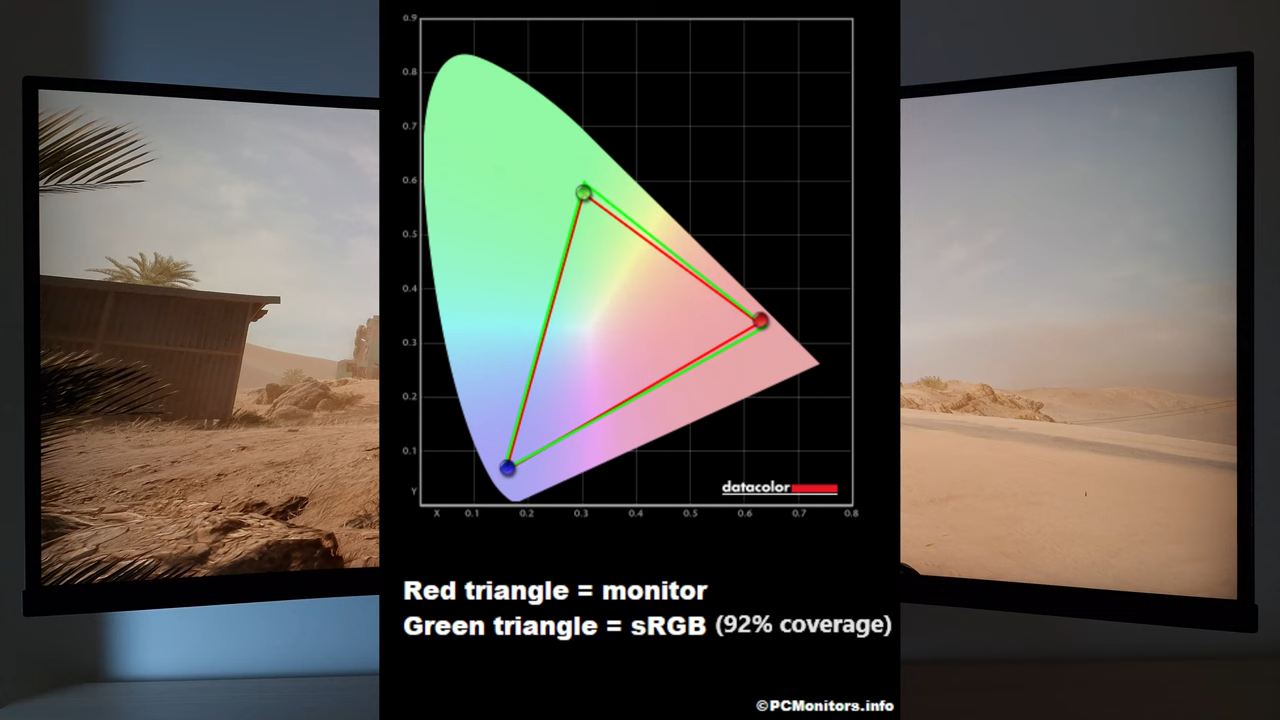 0.9
0.8
0.7
0.6
0.5
0.4
0.3
0.2
0.1
Y
datacolor
X 0.1 0.2 0.3 0.4 0.5 0.6 0.7 0.8
Red triangle = monitor
Green triangle = sRGB (92% coverage)
©PCMonitors.info